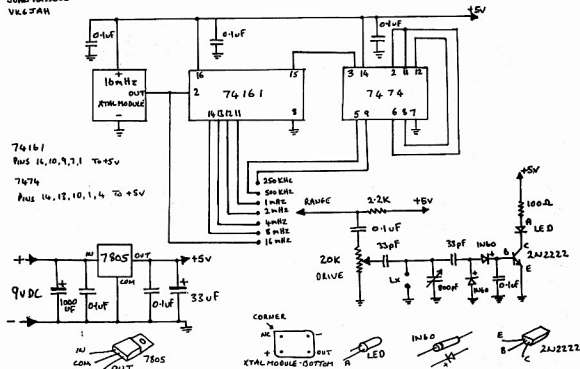 VK6JAH
+5V
0.1uF
0.1uF
0.1uF
+
16mHz
XTAL MODULE
OUT
16
15
2
74161
14 13 12 11
8
3 14
2 11 12
7474
5 9
6 8 7
74161
PINS 16,10,9,7,1 TO +5V
7474
PINS 14,13,10,1,4 TO +5V
250KHz
500KHz
1mHz
2mHz
4mHz
8mHz
16mHz
RANGE
2.2K
+5V
0.1uF
20K
DRIVE
33pF
Lx
33pF
IN60
IN60
0.1uF
+5V
100Ω
A
LED
C
B
E
2N2222
+
IN
7805
OUT
COM
+5V
9VDC
1000
UF
0.1uF
0.1uF
33uF
-
IN
COM
OUT
7805
CORNER
NC
+
OUT
XTAL MODULE-BOTTOM
A
LED
IN60
+
E
B
C
2N2222